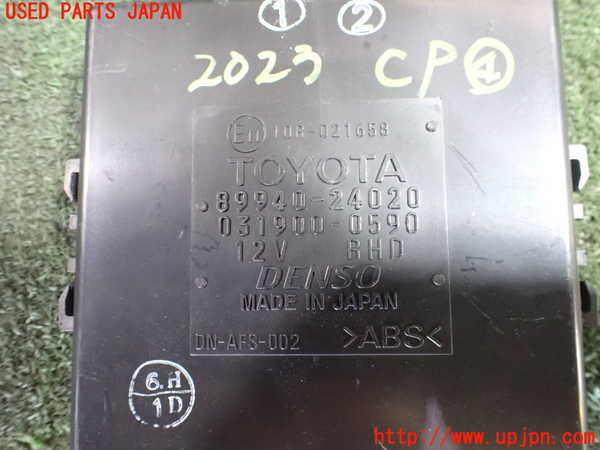 USED PARTS JAPAN
1 2
2023 CP 4
E11 10R-021658
TOYOTA
89940-24020
031900-0590
12V RHD
DENSO
MADE IN JAPAN
DN-AFS-002 >ABS<
6.H
1D
http://www.upjpn.com